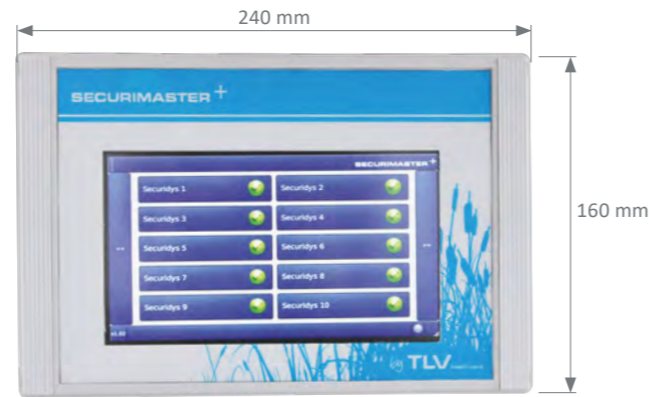 240 mm
SECURIMASTER+
160 mm
SECURIMASTER+
Securidys 1
Securidys 2
Securidys 3
Securidys 4
Securidys 5
Securidys 6
Securidys 7
Securidys 8
Securidys 9
Securidys 10
TLV